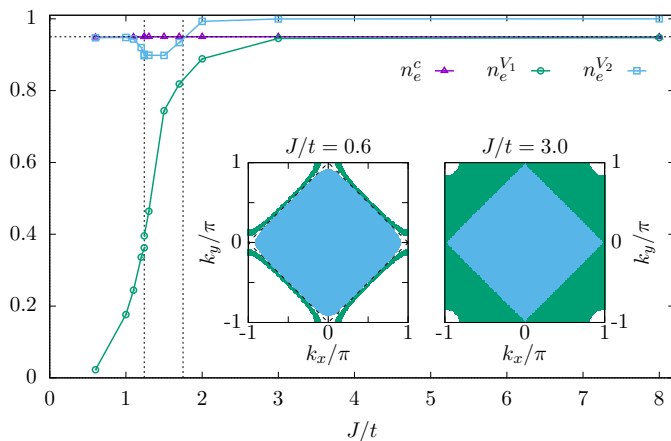 1
0.8
0.6
0.4
0.2
0
0 1 2 3 4 5 6 7 8
J/t
n_e^c n_e^{V_1} n_e^{V_2}
J/t = 0.6
1
0
-1
-1 0 1
k_x/π
k_y/π
J/t = 3.0
1
0
-1
-1 0 1
k_x/π
k_y/π